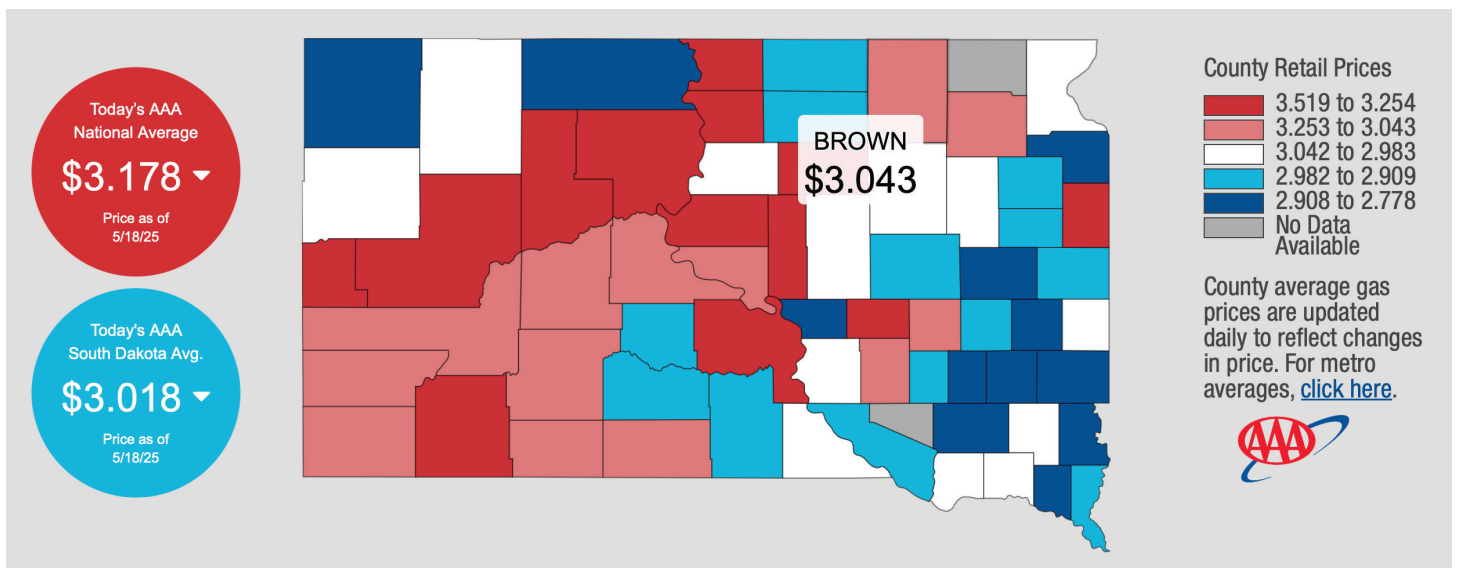 Today's AAA
National Average
$3.178
Price as of
5/18/25
Today's AAA
South Dakota Avg.
$3.018
Price as of
5/18/25
BROWN
$3.043
County Retail Prices
3.519 to 3.254
3.253 to 3.043
3.042 to 2.983
2.982 to 2.909
2.908 to 2.778
No Data
Available
County average gas
prices are updated
daily to reflect changes
in price. For metro
averages, click here.
AAA